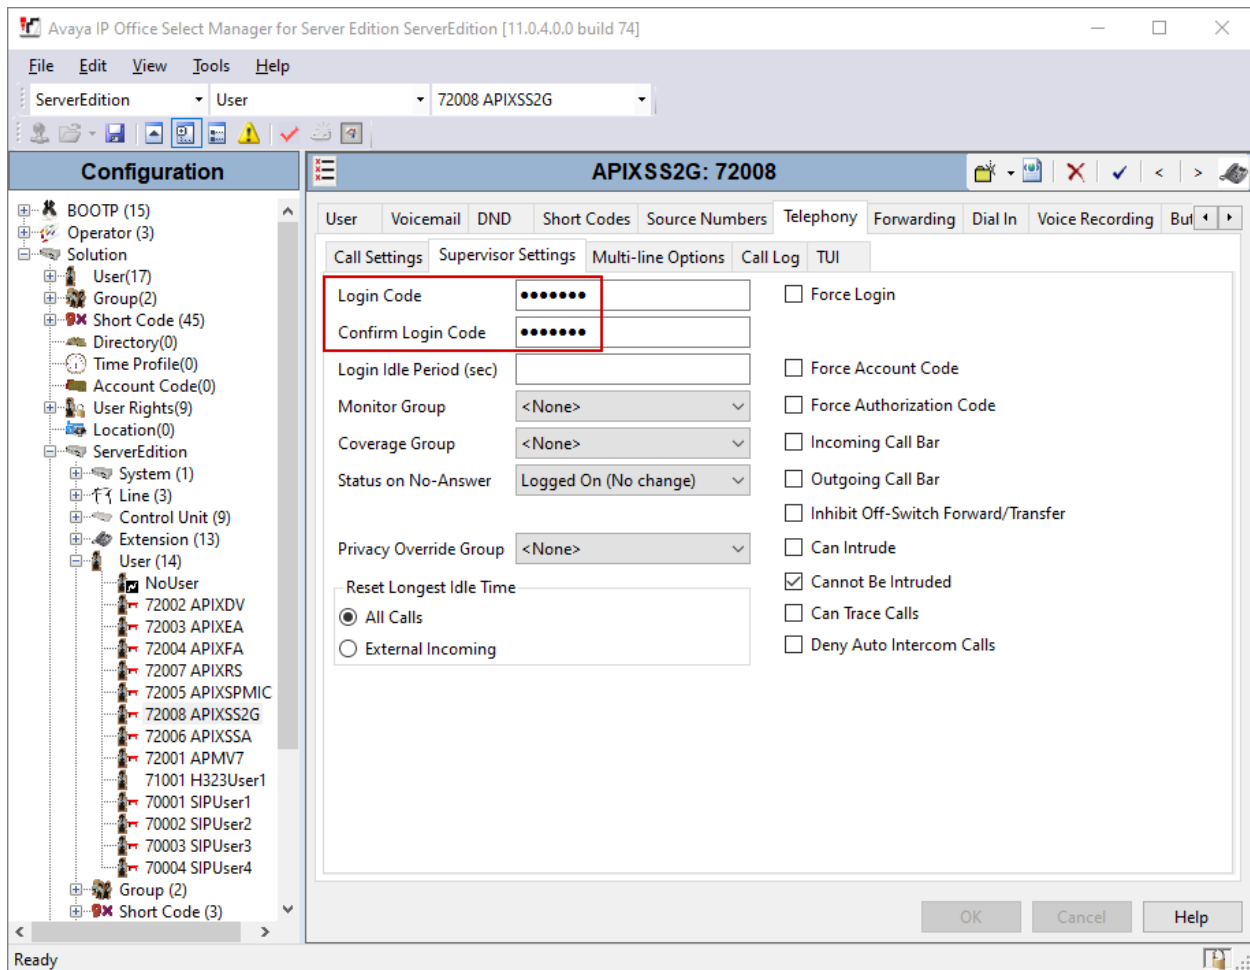 Avaya IP Office Select Manager for Server Edition ServerEdition [11.0.4.0.0 build 74]
File Edit View Tools Help
ServerEdition User 72008 APIXSS2G
Configuration
BOOTP (15)
Operator (3)
Solution
User(17)
Group(2)
Short Code (45)
Directory(0)
Time Profile(0)
Account Code(0)
User Rights(9)
Location(0)
ServerEdition
System (1)
Line (3)
Control Unit (9)
Extension (13)
User (14)
NoUser
72002 APIXDV
72003 APIXEA
72004 APIXFA
72007 APIXRS
72005 APIXSPMIC
72008 APIXSS2G
72006 APIXSSA
72001 APMV7
71001 H323User1
70001 SIPUser1
70002 SIPUser2
70003 SIPUser3
70004 SIPUser4
Group (2)
Short Code (3)
APIXSS2G: 72008
User Voicemail DND Short Codes Source Numbers Telephony Forwarding Dial In Voice Recording But
Call Settings Supervisor Settings Multi-line Options Call Log TUI
Login Code ●●●●●●● Force Login
Confirm Login Code ●●●●●●●
Login Idle Period (sec) Force Account Code
Monitor Group <None> Force Authorization Code
Coverage Group <None> Incoming Call Bar
Status on No-Answer Logged On (No change) Outgoing Call Bar
Inhibit Off-Switch Forward/Transfer
Privacy Override Group <None> Can Intrude
Reset Longest Idle Time Cannot Be Intruded
All Calls Can Trace Calls
External Incoming Deny Auto Intercom Calls
OK Cancel Help
Ready